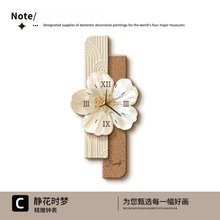 Note/
Designated supplier of domestic decorative paintings for the world's four major museums
XII
III
VI
IX
C
静花时梦
精雕钟表
为您甄选每一幅好画